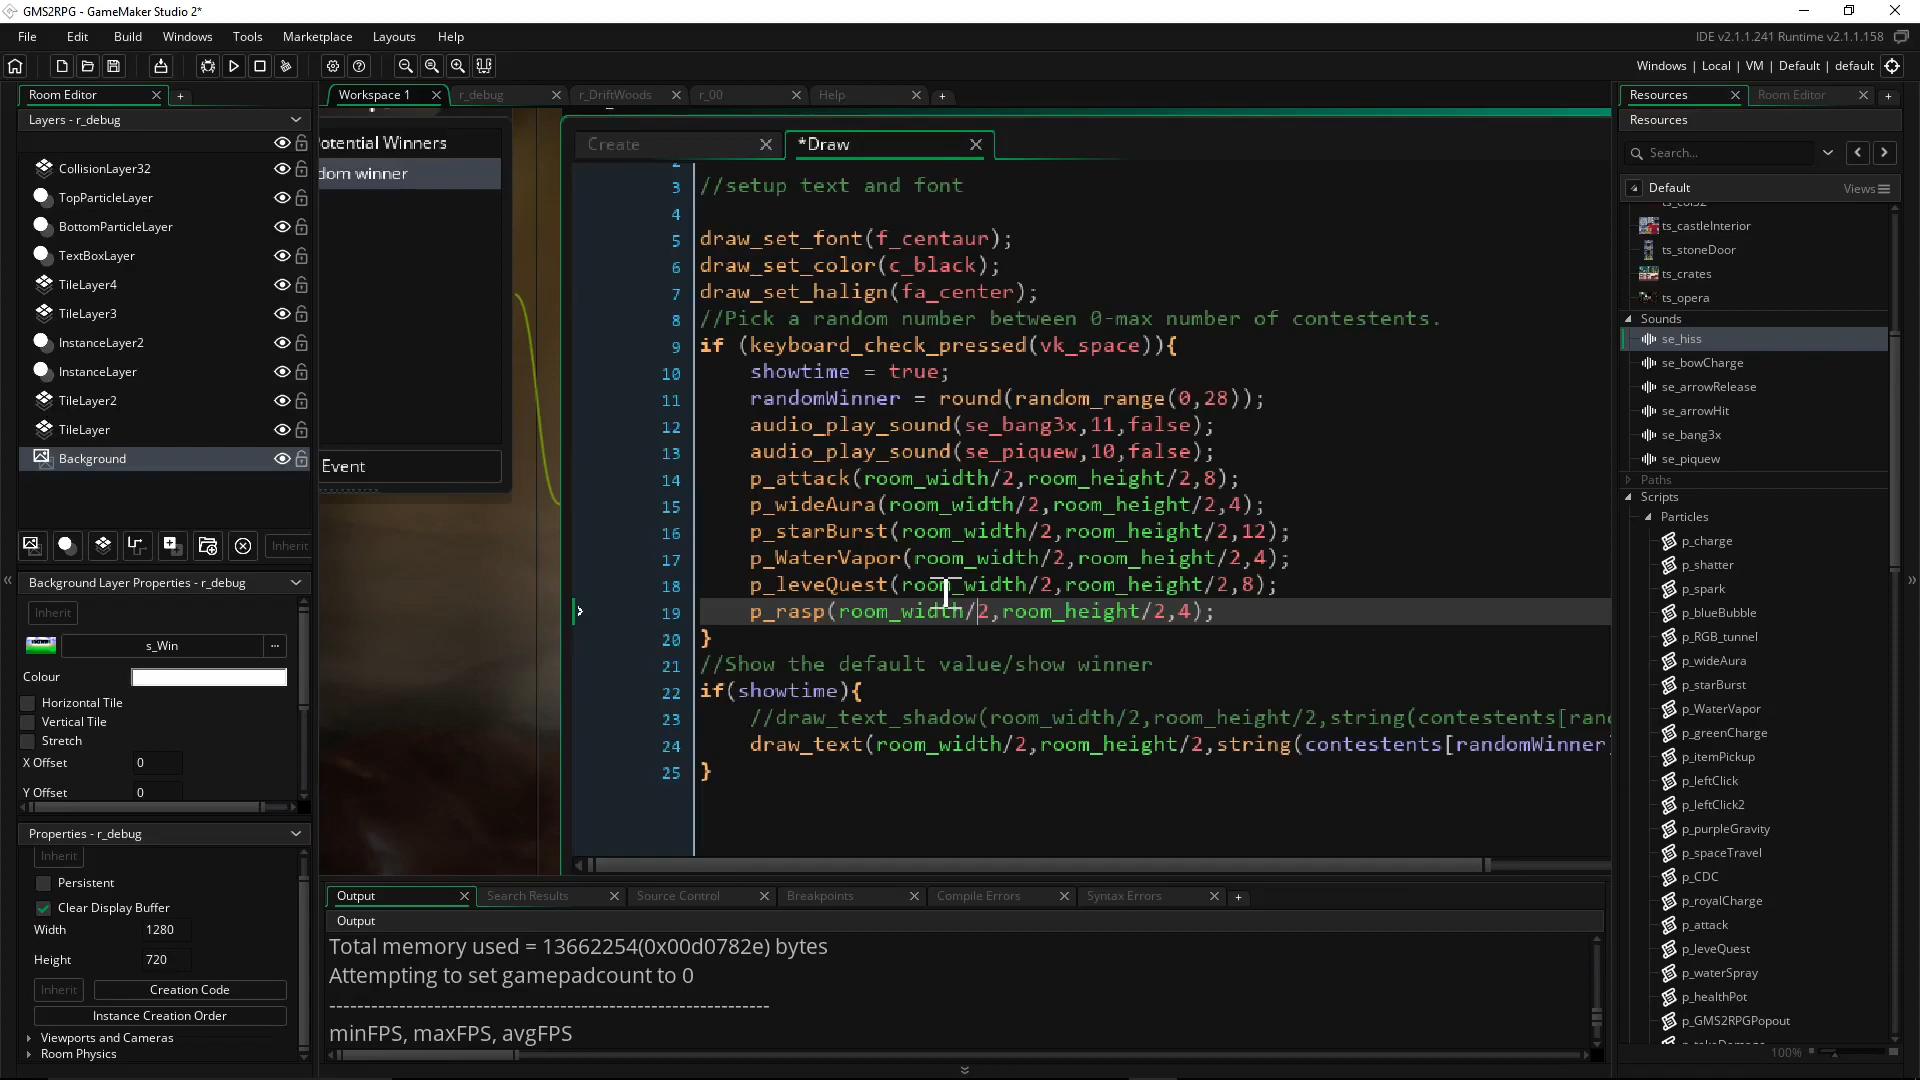 GMS2RPG - GameMaker Studio 2*
File Edit Build Windows Tools Marketplace Layouts Help
IDE v2.1.1.241 Runtime v2.1.1.158
Windows | Local | VM | Default | default
Room Editor
Layers - r_debug
CollisionLayer32
TopParticleLayer
BottomParticleLayer
TextBoxLayer
TileLayer4
TileLayer3
InstanceLayer2
InstanceLayer
TileLayer2
TileLayer
Background
Inherit
Background Layer Properties - r_debug
Inherit
s_Win
...
Colour
Horizontal Tile
Vertical Tile
Stretch
X Offset 0
Y Offset 0
Properties - r_debug
Inherit
Persistent
Clear Display Buffer
Width 1280
Height 720
Inherit Creation Code
Instance Creation Order
Viewports and Cameras
Room Physics
Workspace 1 r_debug r_DriftWoods r_00 Help
otential Winners
dom winner
Event
Create *Draw
3 //setup text and font
4
5 draw_set_font(f_centaur);
6 draw_set_color(c_black);
7 draw_set_halign(fa_center);
8 //Pick a random number between 0-max number of contestents.
9 if (keyboard_check_pressed(vk_space)){
10 showtime = true;
11 randomWinner = round(random_range(0,28));
12 audio_play_sound(se_bang3x,11,false);
13 audio_play_sound(se_piquew,10,false);
14 p_attack(room_width/2,room_height/2,8);
15 p_wideAura(room_width/2,room_height/2,4);
16 p_starBurst(room_width/2,room_height/2,12);
17 p_WaterVapor(room_width/2,room_height/2,4);
18 p_leveQuest(room_width/2,room_height/2,8);
19 p_rasp(room_width/2,room_height/2,4);
20 }
21 //Show the default value/show winner
22 if(showtime){
23 //draw_text_shadow(room_width/2,room_height/2,string(contestents[ran
24 draw_text(room_width/2,room_height/2,string(contestents[randomWinner]
25 }
Output Search Results Source Control Breakpoints Compile Errors Syntax Errors
Output
Total memory used = 13662254(0x00d0782e) bytes
Attempting to set gamepadcount to 0
-----------------------------------------------------------
minFPS, maxFPS, avgFPS
Resources Room Editor
Resources
Search...
Default Views
ts_castleInterior
ts_stoneDoor
ts_crates
ts_opera
Sounds
se_hiss
se_bowCharge
se_arrowRelease
se_arrowHit
se_bang3x
se_piquew
Paths
Scripts
Particles
p_charge
p_shatter
p_spark
p_blueBubble
p_RGB_tunnel
p_wideAura
p_starBurst
p_WaterVapor
p_greenCharge
p_itemPickup
p_leftClick
p_leftClick2
p_purpleGravity
p_spaceTravel
p_CDC
p_royalCharge
p_attack
p_leveQuest
p_waterSpray
p_healthPot
p_GMS2RPGPopout
100%